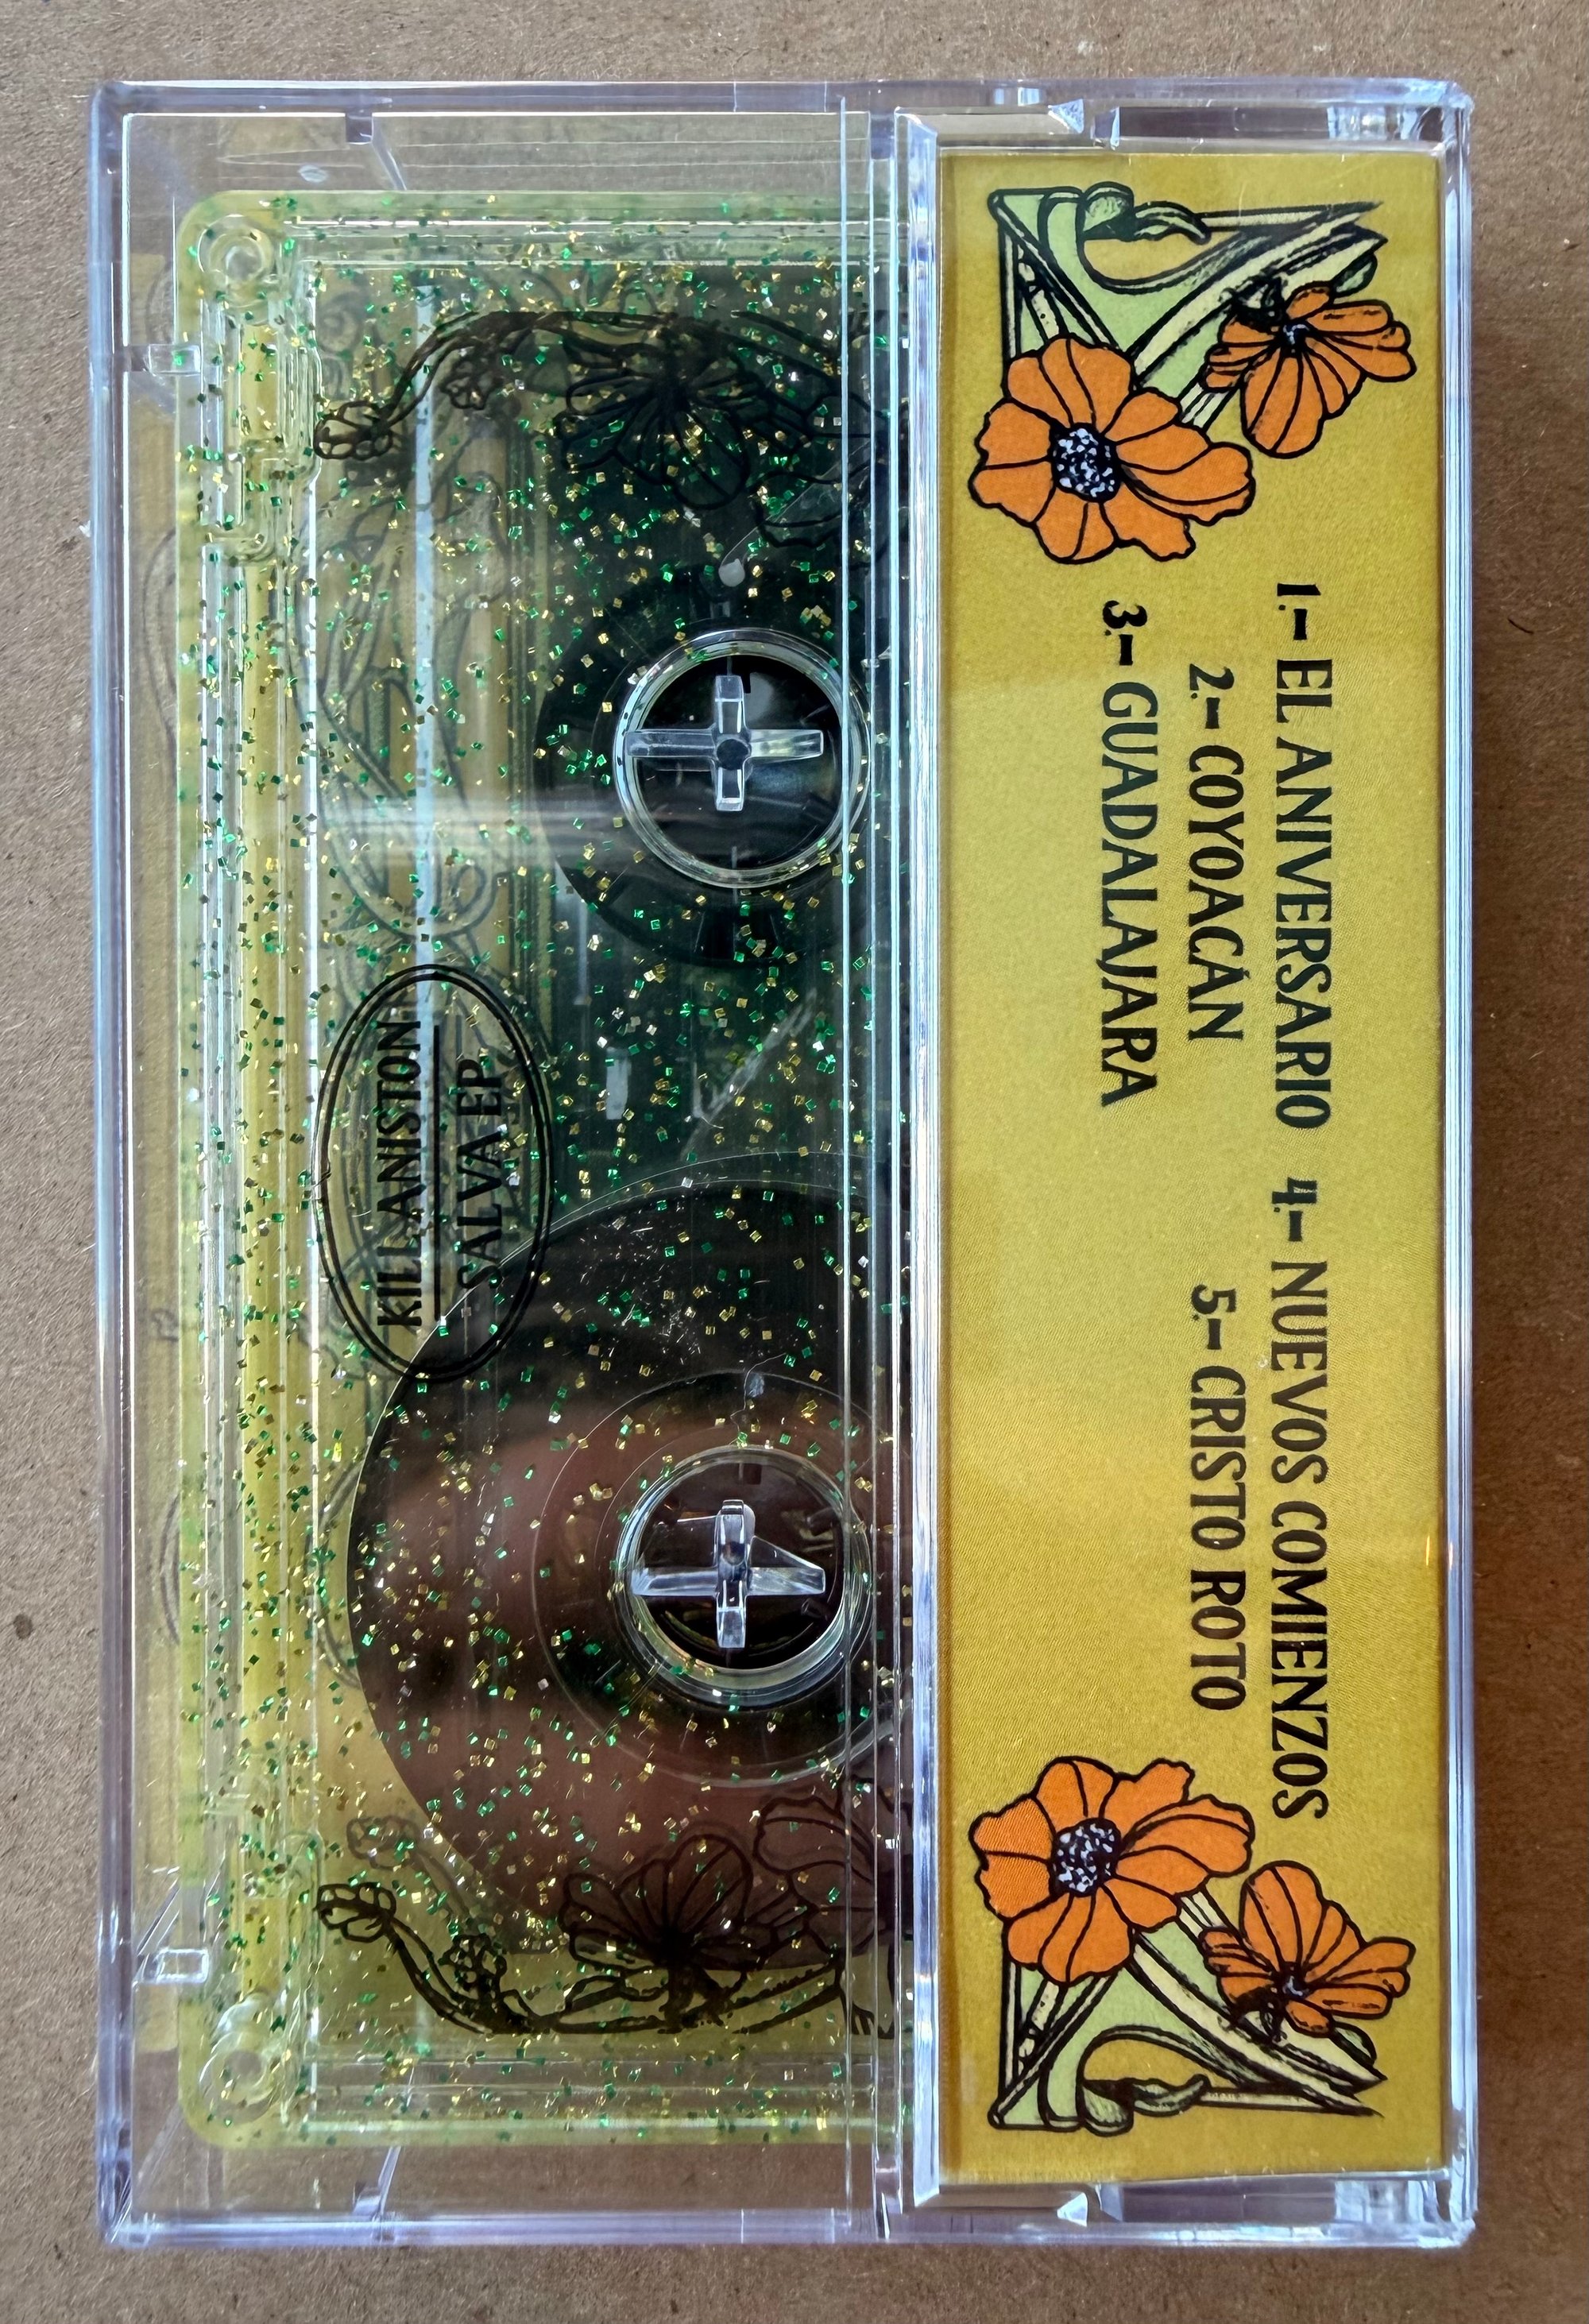 1.- EL ANIVERSARIO
2.- COYOACÁN
3.- GUADALAJARA
4.- NUEVOS COMIENZOS
5.- CRISTO ROTO
KILL ANISTON
SALVA EP